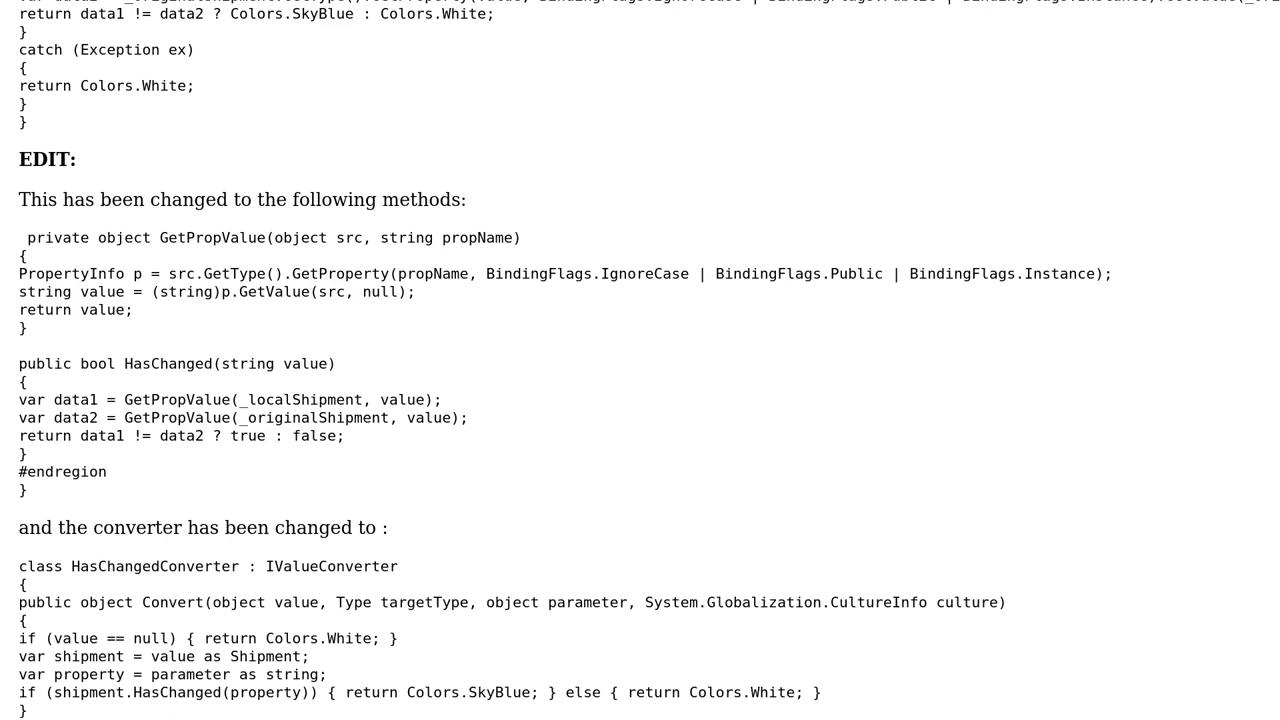 return data1 != data2 ? Colors.SkyBlue : Colors.White;
}
catch (Exception ex)
{
return Colors.White;
}
}
EDIT:
This has been changed to the following methods:
private object GetPropValue(object src, string propName)
{
PropertyInfo p = src.GetType().GetProperty(propName, BindingFlags.IgnoreCase | BindingFlags.Public | BindingFlags.Instance);
string value = (string)p.GetValue(src, null);
return value;
}
public bool HasChanged(string value)
{
var data1 = GetPropValue(_localShipment, value);
var data2 = GetPropValue(_originalShipment, value);
return data1 != data2 ? true : false;
}
#endregion
}
and the converter has been changed to :
class HasChangedConverter : IValueConverter
{
public object Convert(object value, Type targetType, object parameter, System.Globalization.CultureInfo culture)
{
if (value == null) { return Colors.White; }
var shipment = value as Shipment;
var property = parameter as string;
if (shipment.HasChanged(property)) { return Colors.SkyBlue; } else { return Colors.White; }
}